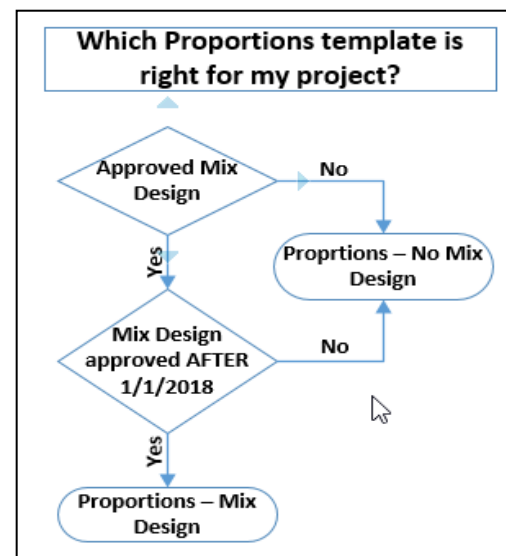 Which Proportions template is
right for my project?
Approved Mix
Design
No
Yes
Proprtions – No Mix
Design
Mix Design
approved AFTER
1/1/2018
No
Yes
Proportions – Mix
Design